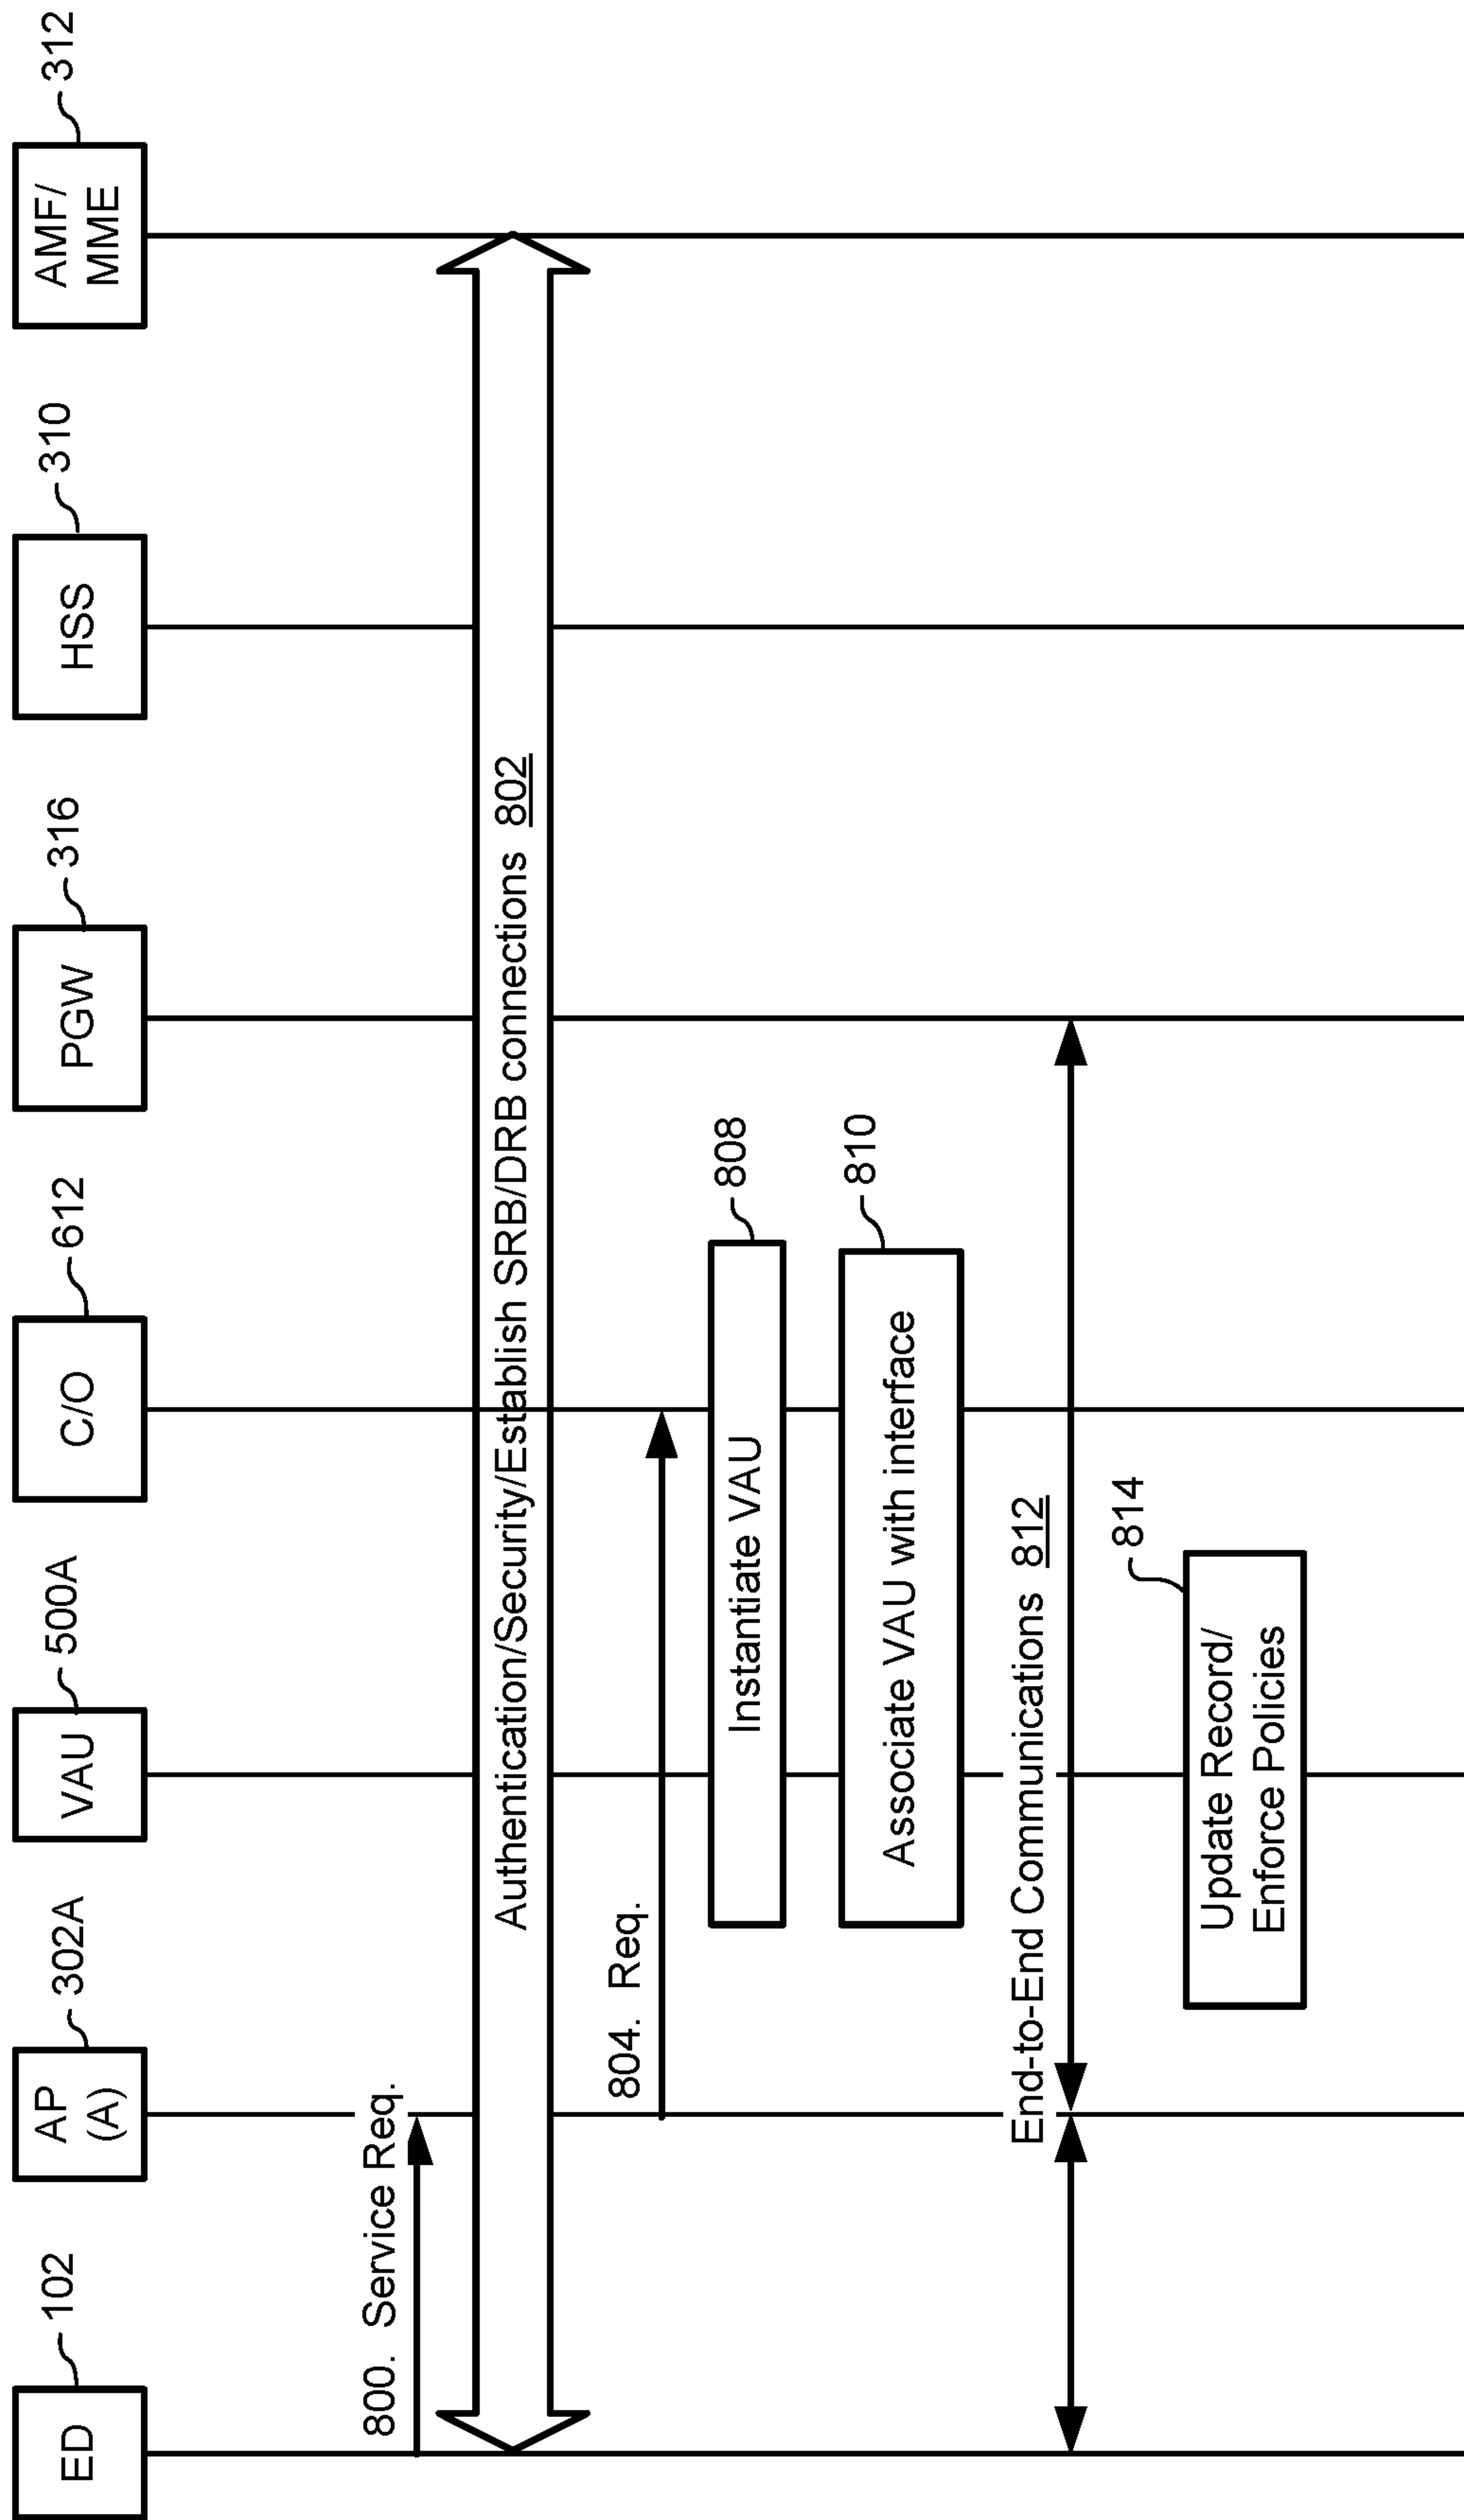 ED
102
AP
(A)
302A
VAU
500A
C/O
612
PGW
316
HSS
310
AMF/
MME
312
800. Service Req.
Authentication/Security/Establish SRB/DRB connections 802
804. Req.
Instantiate VAU
808
Associate VAU with interface
810
End-to-End Communications 812
Update Record/
Enforce Policies
814